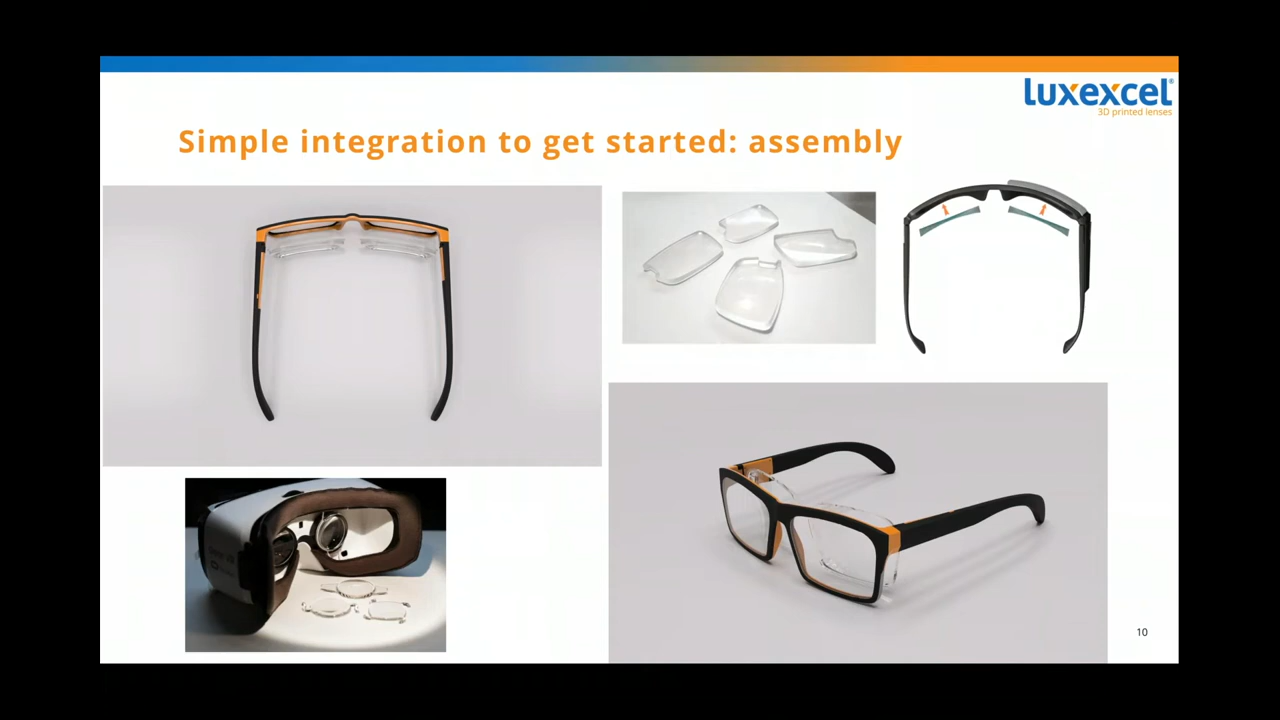 luxexcel®
3D printed lenses
Simple integration to get started: assembly
10